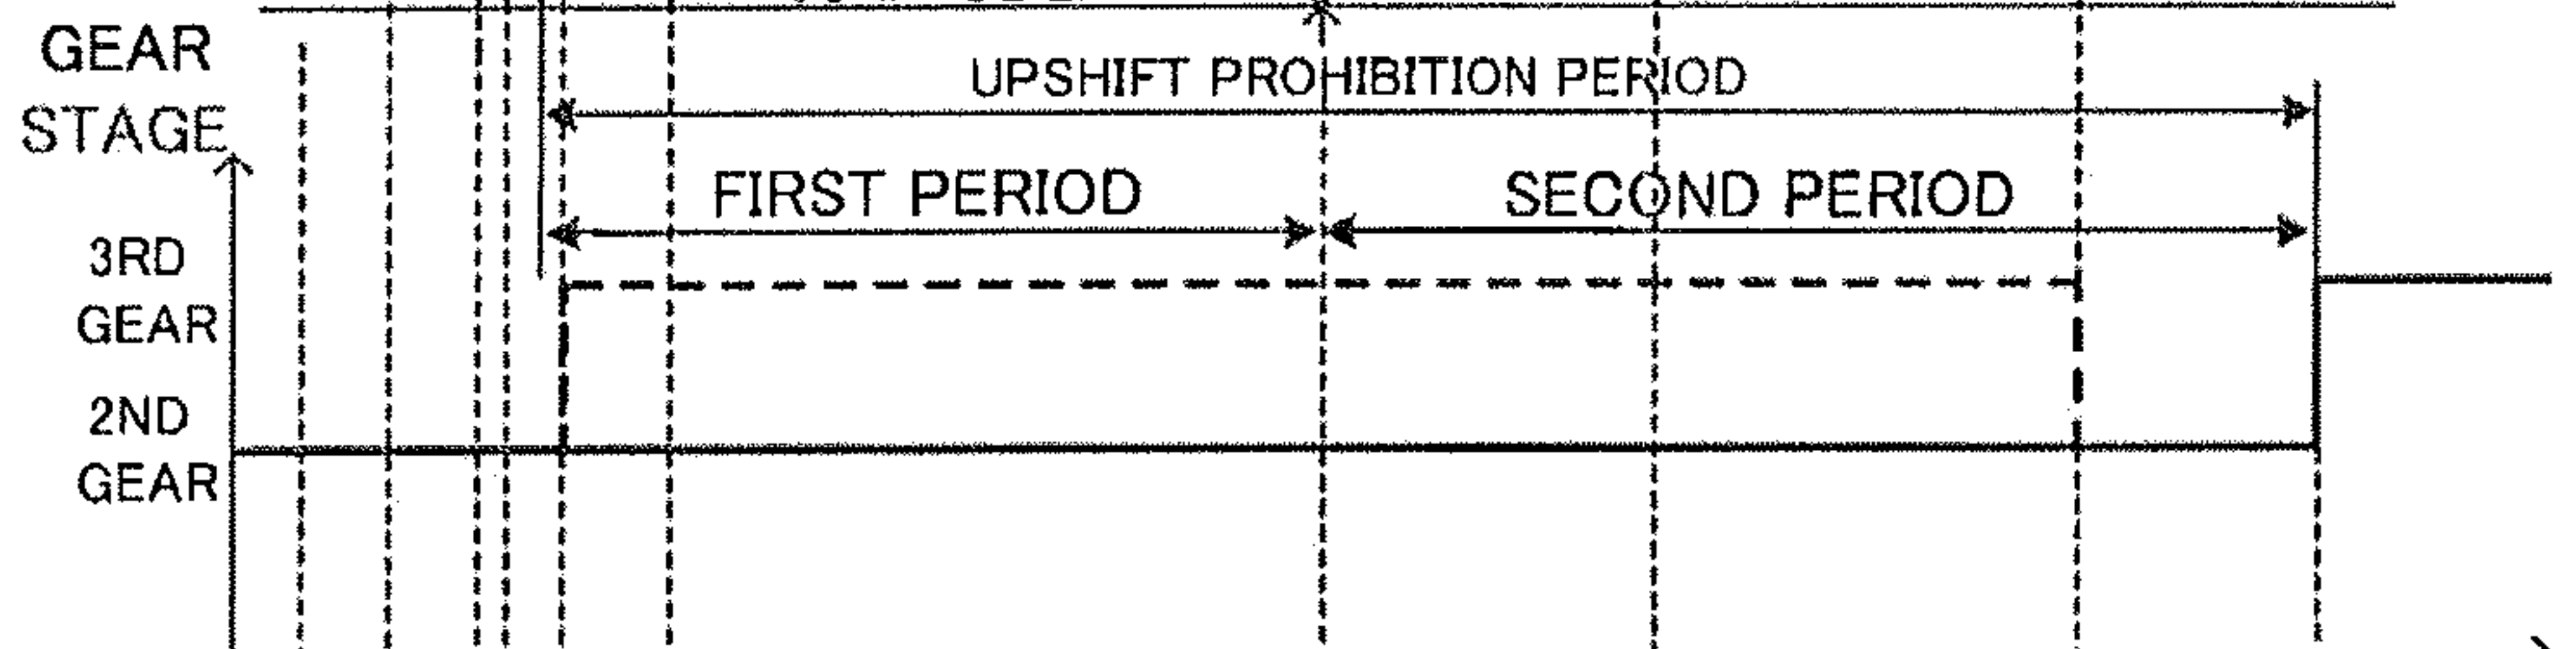 GEAR
STAGE
UPSHIFT PROHIBITION PERIOD
FIRST PERIOD
SECOND PERIOD
3RD
GEAR
2ND
GEAR